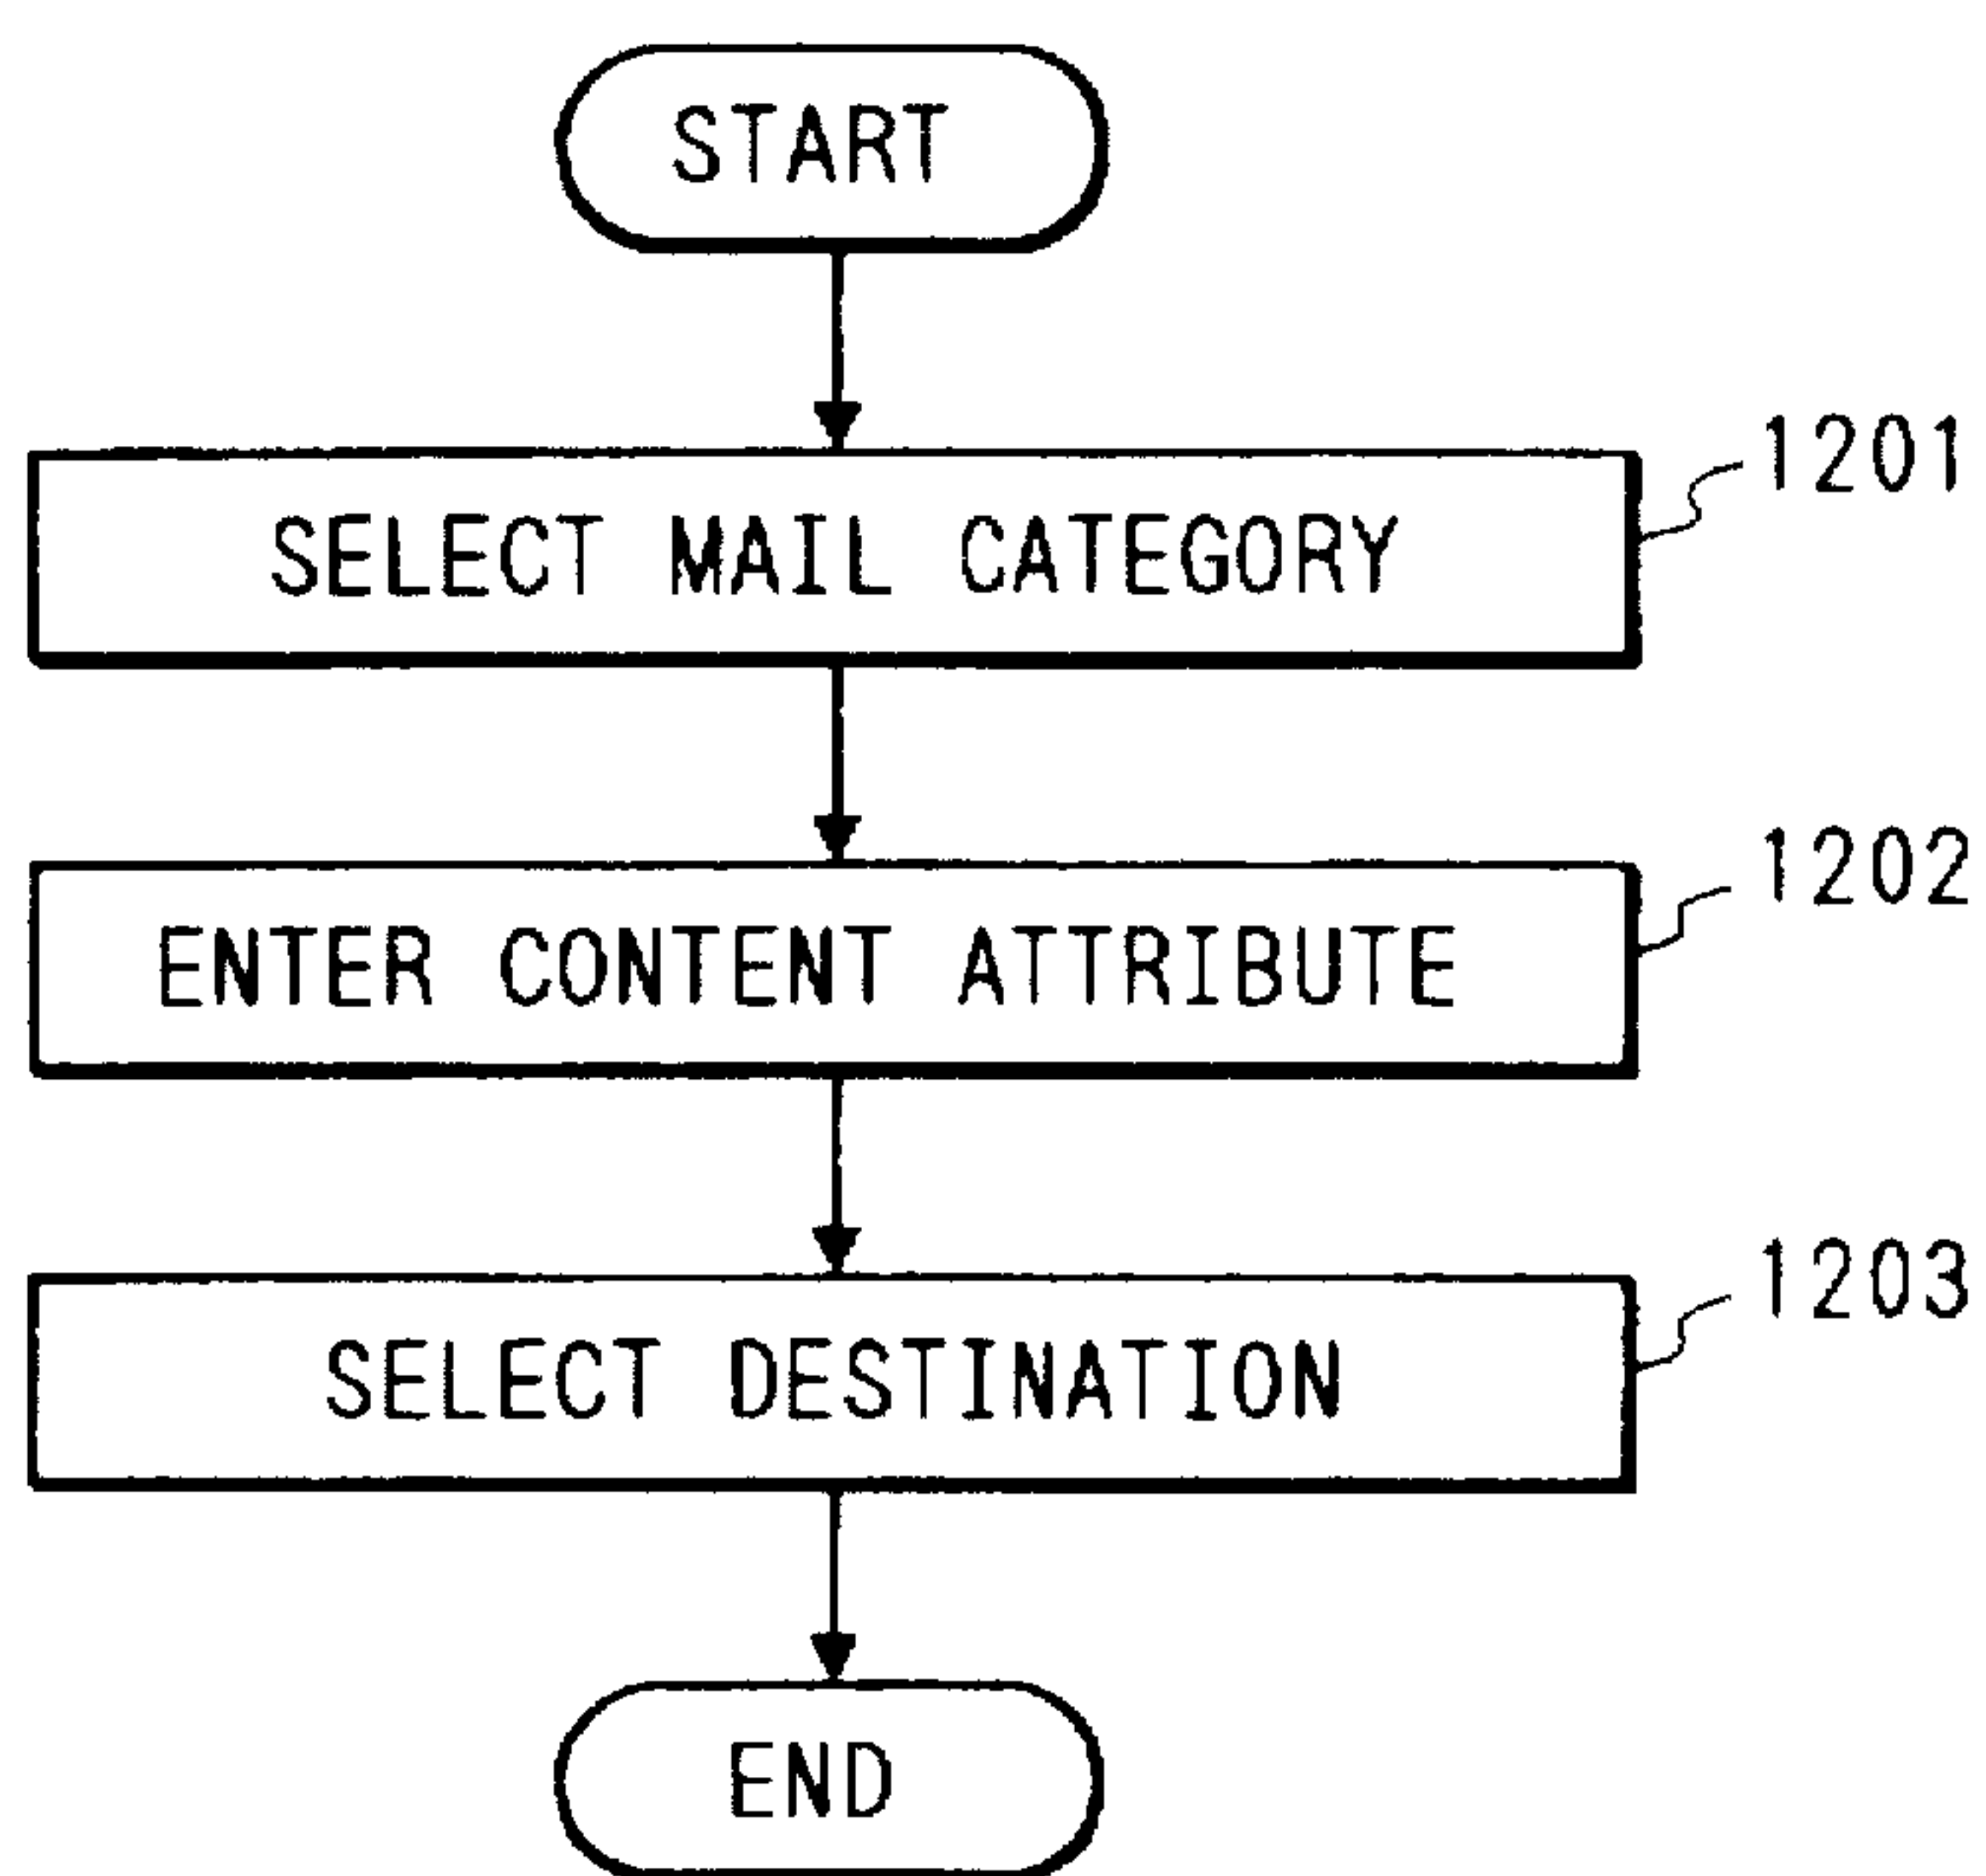 START
1201
SELECT MAIL CATEGORY
1202
ENTER CONTENT ATTRIBUTE
1203
SELECT DESTINATION
END